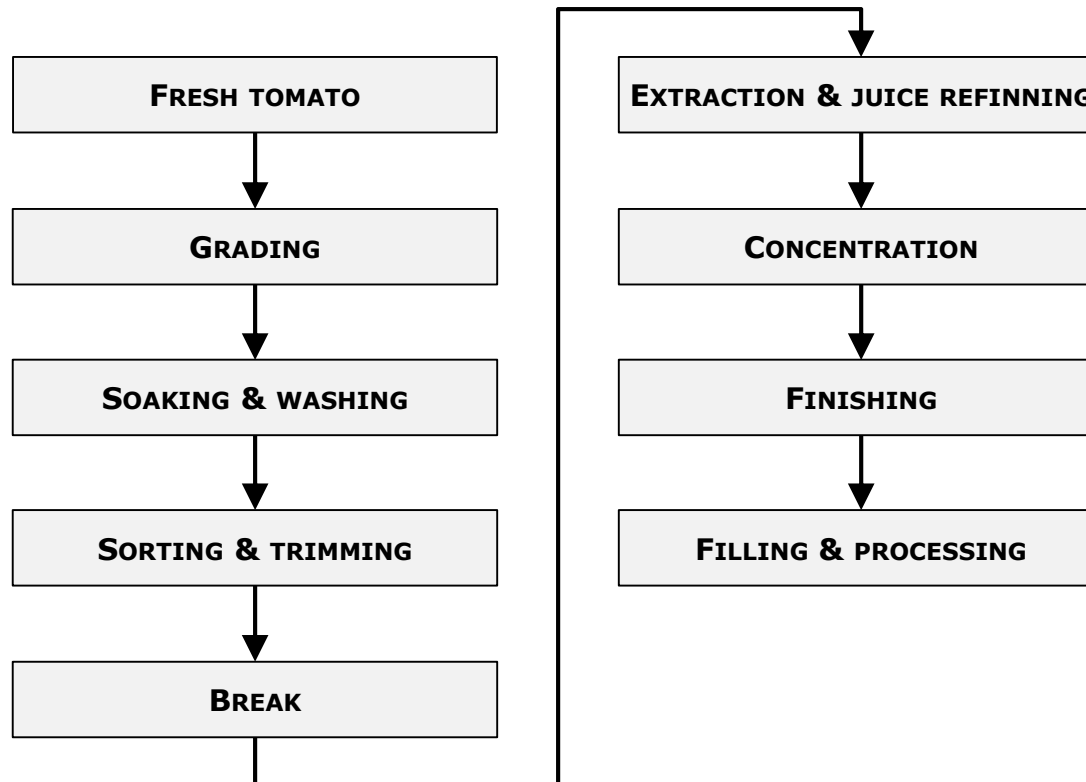 FRESH TOMATO
GRADING
SOAKING & WASHING
SORTING & TRIMMING
BREAK
EXTRACTION & JUICE REFINNING
CONCENTRATION
FINISHING
FILLING & PROCESSING